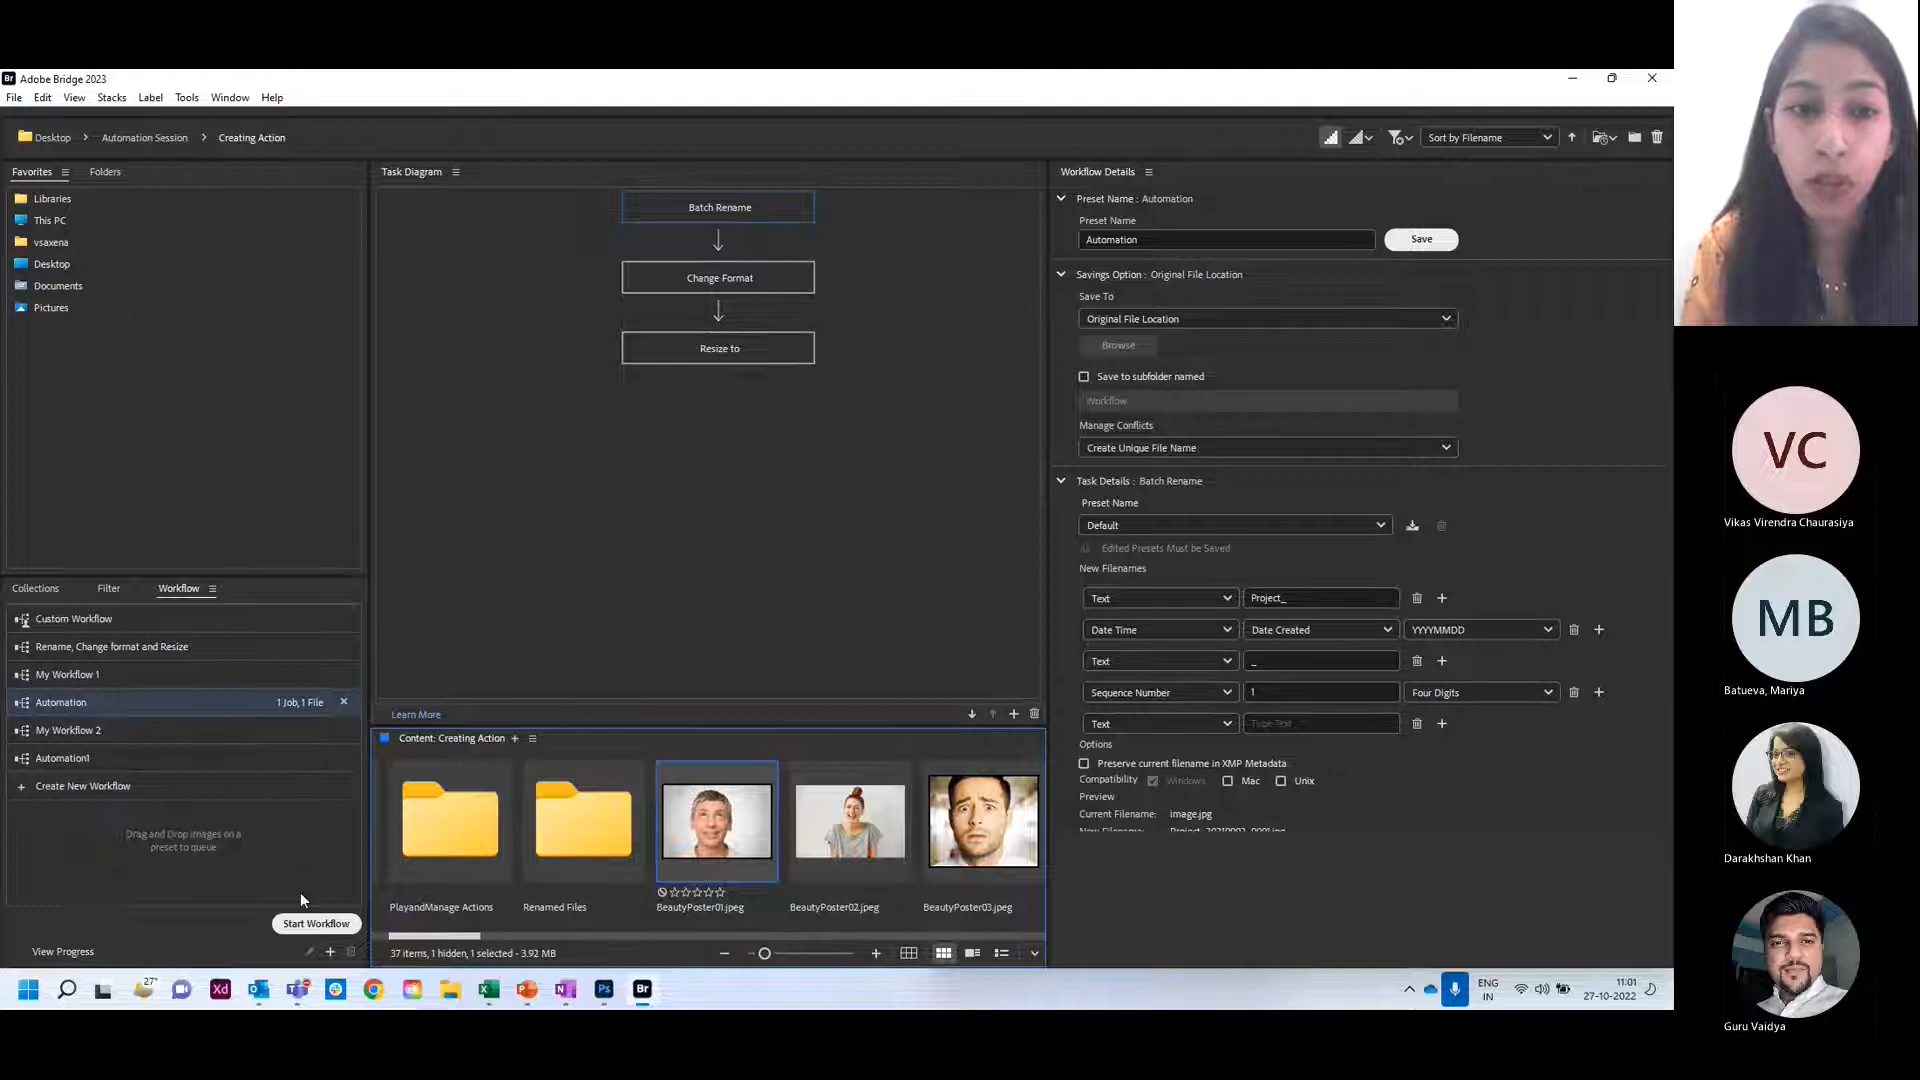 Br Adobe Bridge 2023
File Edit View Stacks Label Tools Window Help
Desktop > Automation Session > Creating Action
Sort by Filename
Favorites Folders
Libraries
This PC
vsaxena
Desktop
Documents
Pictures
Collections Filter Workflow
Custom Workflow
Rename, Change format and Resize
My Workflow 1
Automation 1 Job, 1 File
My Workflow 2
Automation1
Create New Workflow
Drag and Drop images on a
preset to queue
Start Workflow
View Progress
Task Diagram
Batch Rename
Change Format
Resize to
Learn More
Content: Creating Action
PlayandManage Actions
Renamed Files
BeautyPoster01.jpeg
BeautyPoster02.jpeg
BeautyPoster03.jpeg
37 items, 1 hidden, 1 selected - 3.92 MB
Workflow Details
Preset Name : Automation
Preset Name
Automation
Save
Savings Option : Original File Location
Save To
Original File Location
Browse
Save to subfolder named
Workflow
Manage Conflicts
Create Unique File Name
Task Details : Batch Rename
Preset Name
Default
Edited Presets Must be Saved
New Filenames
Text Project_
Date Time Date Created YYYYMMDD
Text _
Sequence Number 1 Four Digits
Text Type Text
Options
Preserve current filename in XMP Metadata
Compatibility Windows Mac Unix
Preview
Current Filename: image.jpg
27°
Xd
Ps
Br
ENG
IN
11:01
27-10-2022
VC
Vikas Virendra Chaurasiya
MB
Batueva, Mariya
Darakhshan Khan
Guru Vaidya